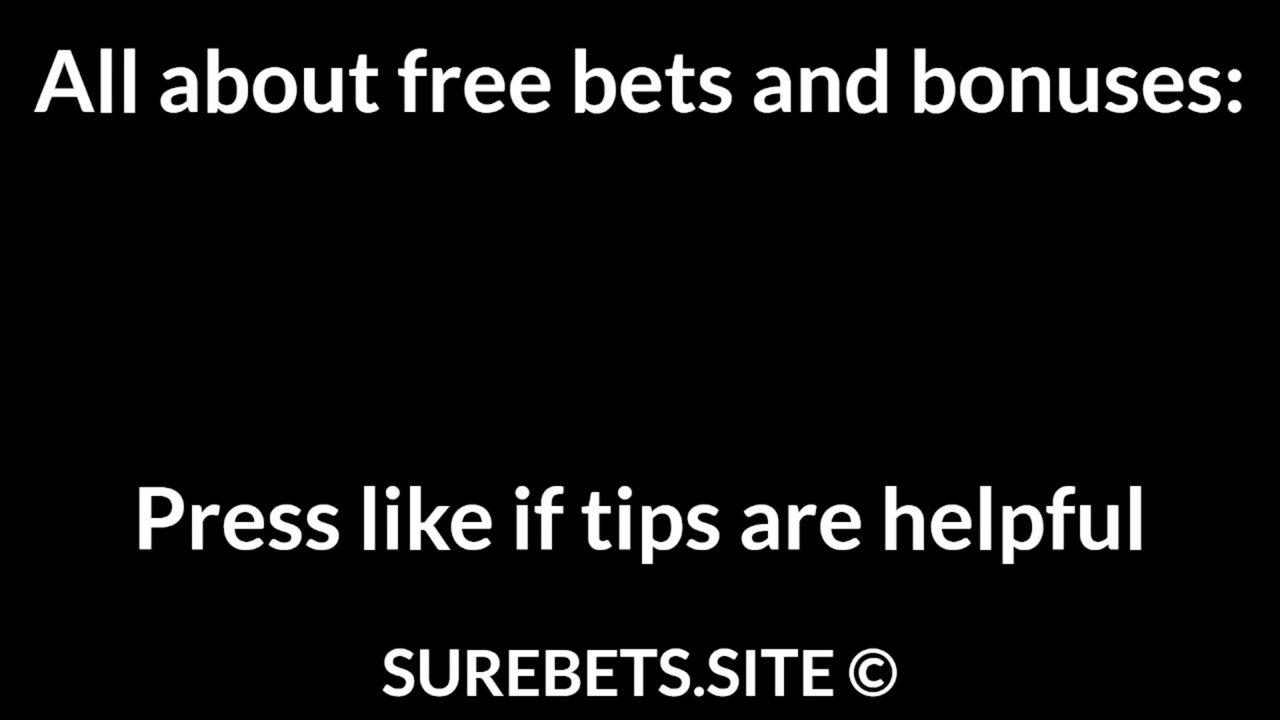 All about free bets and bonuses:
Press like if tips are helpful
SUREBETS.SITE ©